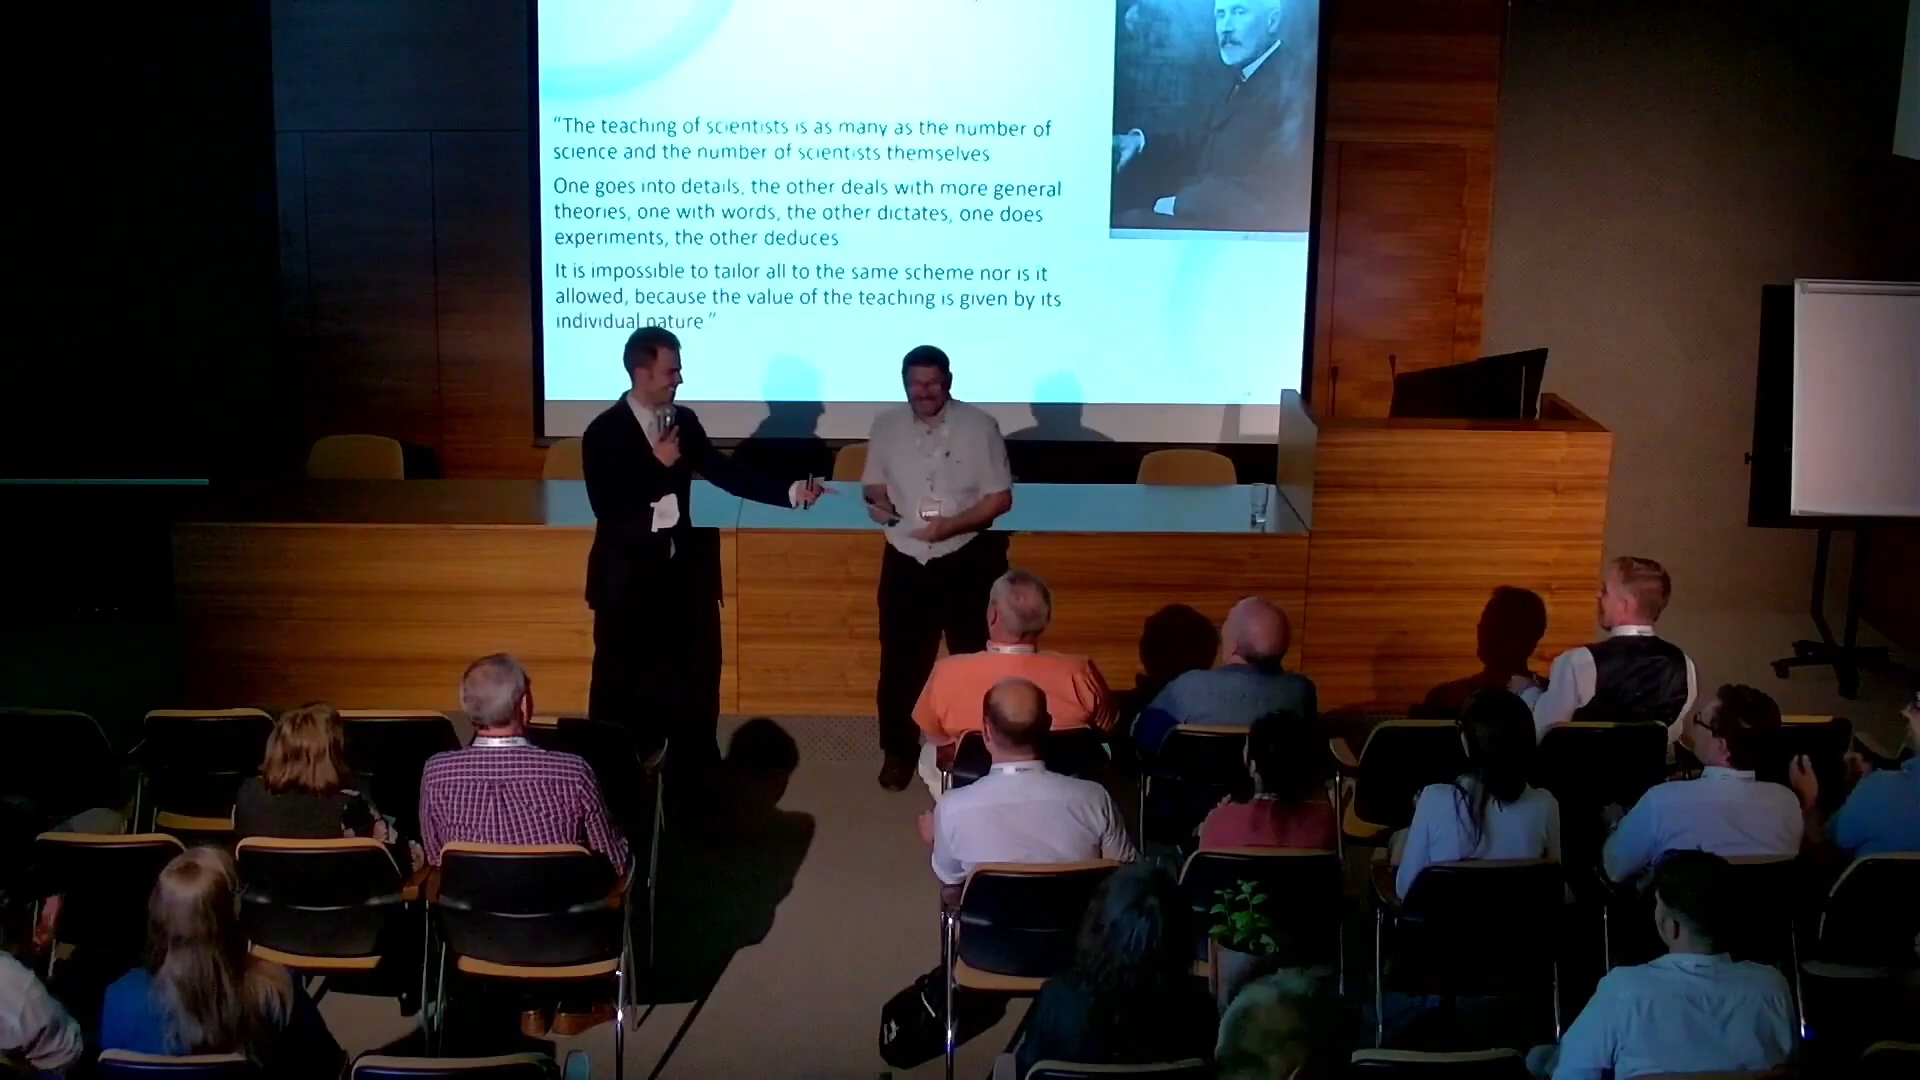 “The teaching of scientists is as many as the number of
science and the number of scientists themselves
One goes into details, the other deals with more general
theories, one with words, the other dictates, one does
experiments, the other deduces
It is impossible to tailor all to the same scheme nor is it
allowed, because the value of the teaching is given by its
individual nature”